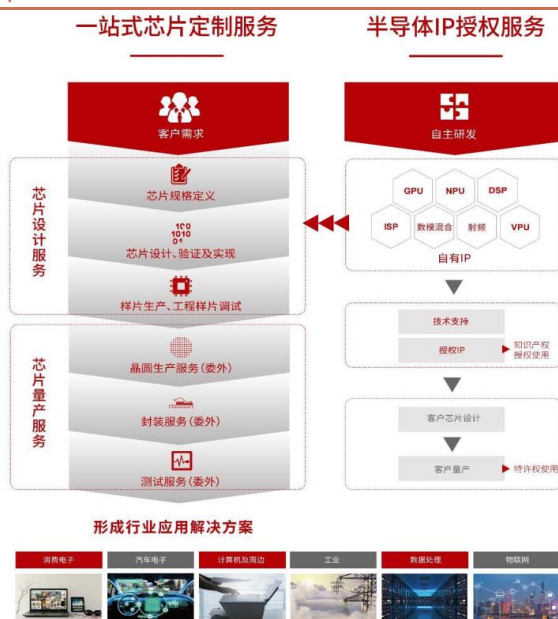 一站式芯片定制服务
半导体IP授权服务
客户需求
自主研发
芯片设计服务
芯片规格定义
100
1010
01
芯片设计、验证及实现
样片生产、工程样片调试
GPU
NPU
DSP
ISP
数模混合
射频
VPU
自有IP
芯片量产服务
晶圆生产服务(委外)
封装服务(委外)
测试服务(委外)
技术支持
授权IP
知识产权
授权使用
客户芯片设计
客户量产
特许权使用
形成行业应用解决方案
消费电子
汽车电子
计算机及周边
工业
数据处理
物联网